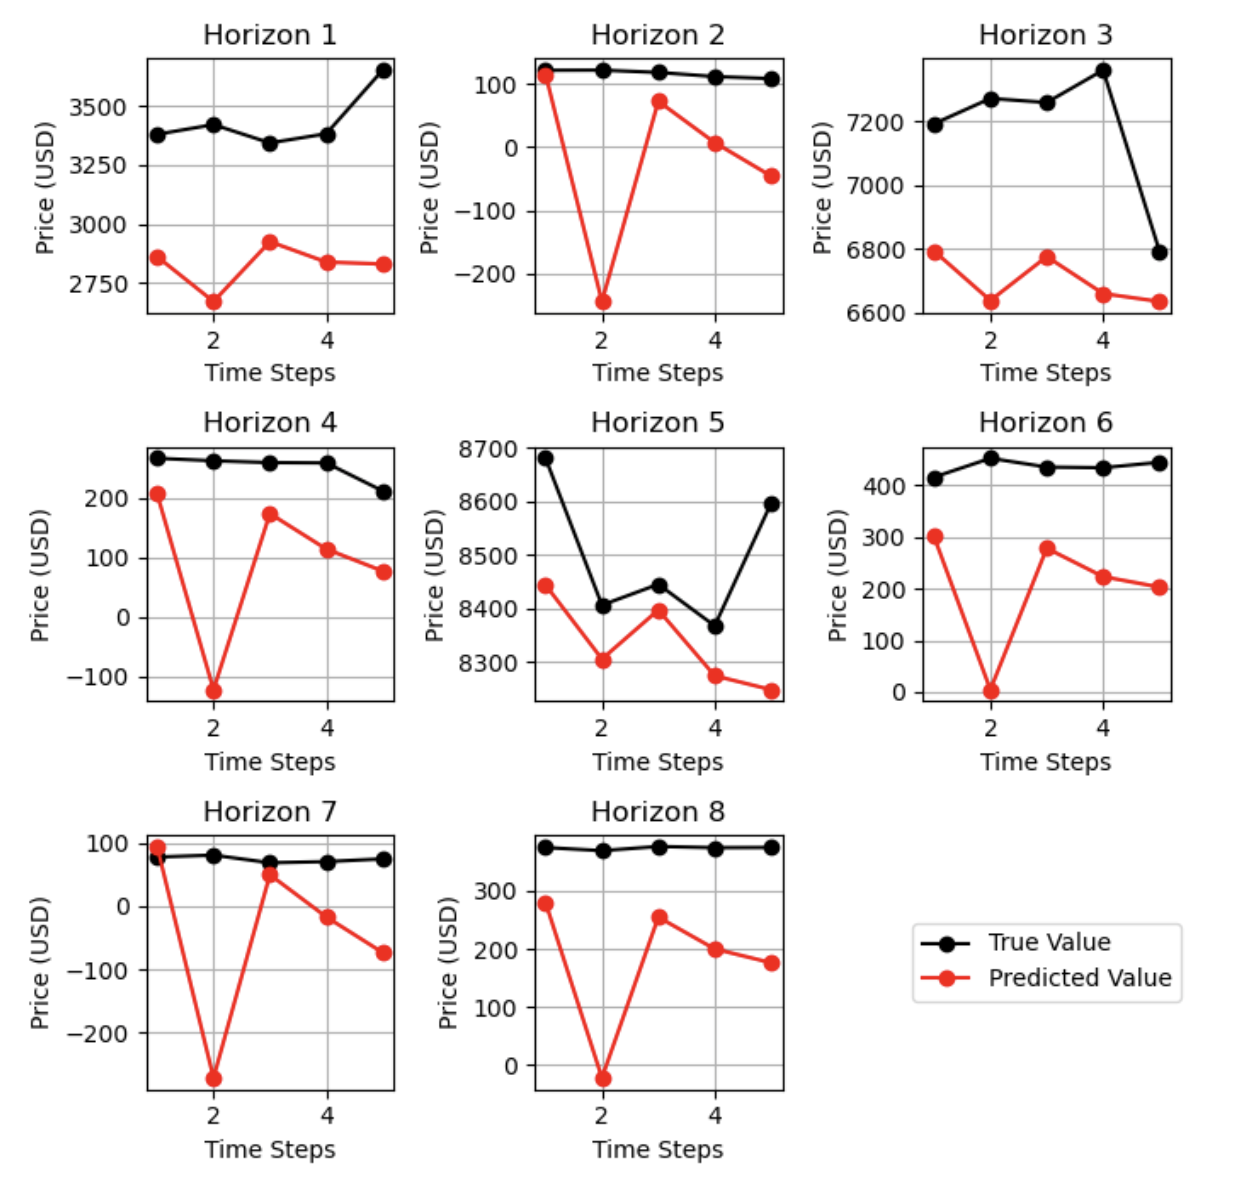 Horizon 1
Price (USD)
3500
3250
3000
2750
2
4
Time Steps
Horizon 2
Price (USD)
100
0
−100
−200
2
4
Time Steps
Horizon 3
Price (USD)
7200
7000
6800
6600
2
4
Time Steps
Horizon 4
Price (USD)
200
100
0
−100
2
4
Time Steps
Horizon 5
Price (USD)
8700
8600
8500
8400
8300
2
4
Time Steps
Horizon 6
Price (USD)
400
300
200
100
0
2
4
Time Steps
Horizon 7
Price (USD)
100
0
−100
−200
2
4
Time Steps
Horizon 8
Price (USD)
300
200
100
0
2
4
Time Steps
True Value
Predicted Value